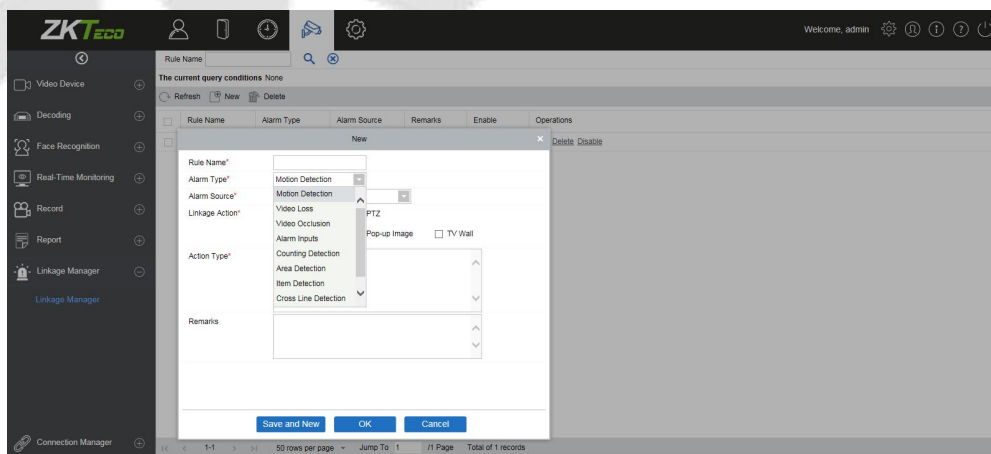 ZKTeco
Welcome, admin
Rule Name
The current query conditions None
Refresh New Delete
Rule Name Alarm Type Alarm Source Remarks Enable Operations
Delete Disable
Video Device
Decoding
Face Recognition
Real-Time Monitoring
Record
Report
Linkage Manager
Linkage Manager
Connection Manager
New
Rule Name*
Alarm Type* Motion Detection
Alarm Source*
Linkage Action*
Motion Detection
Video Loss
Video Occlusion
Alarm Inputs
Counting Detection
Area Detection
Item Detection
Cross Line Detection
PTZ
Pop-up Image TV Wall
Action Type*
Remarks
Save and New OK Cancel
1-1 50 rows per page Jump To 1 /1 Page Total of 1 records